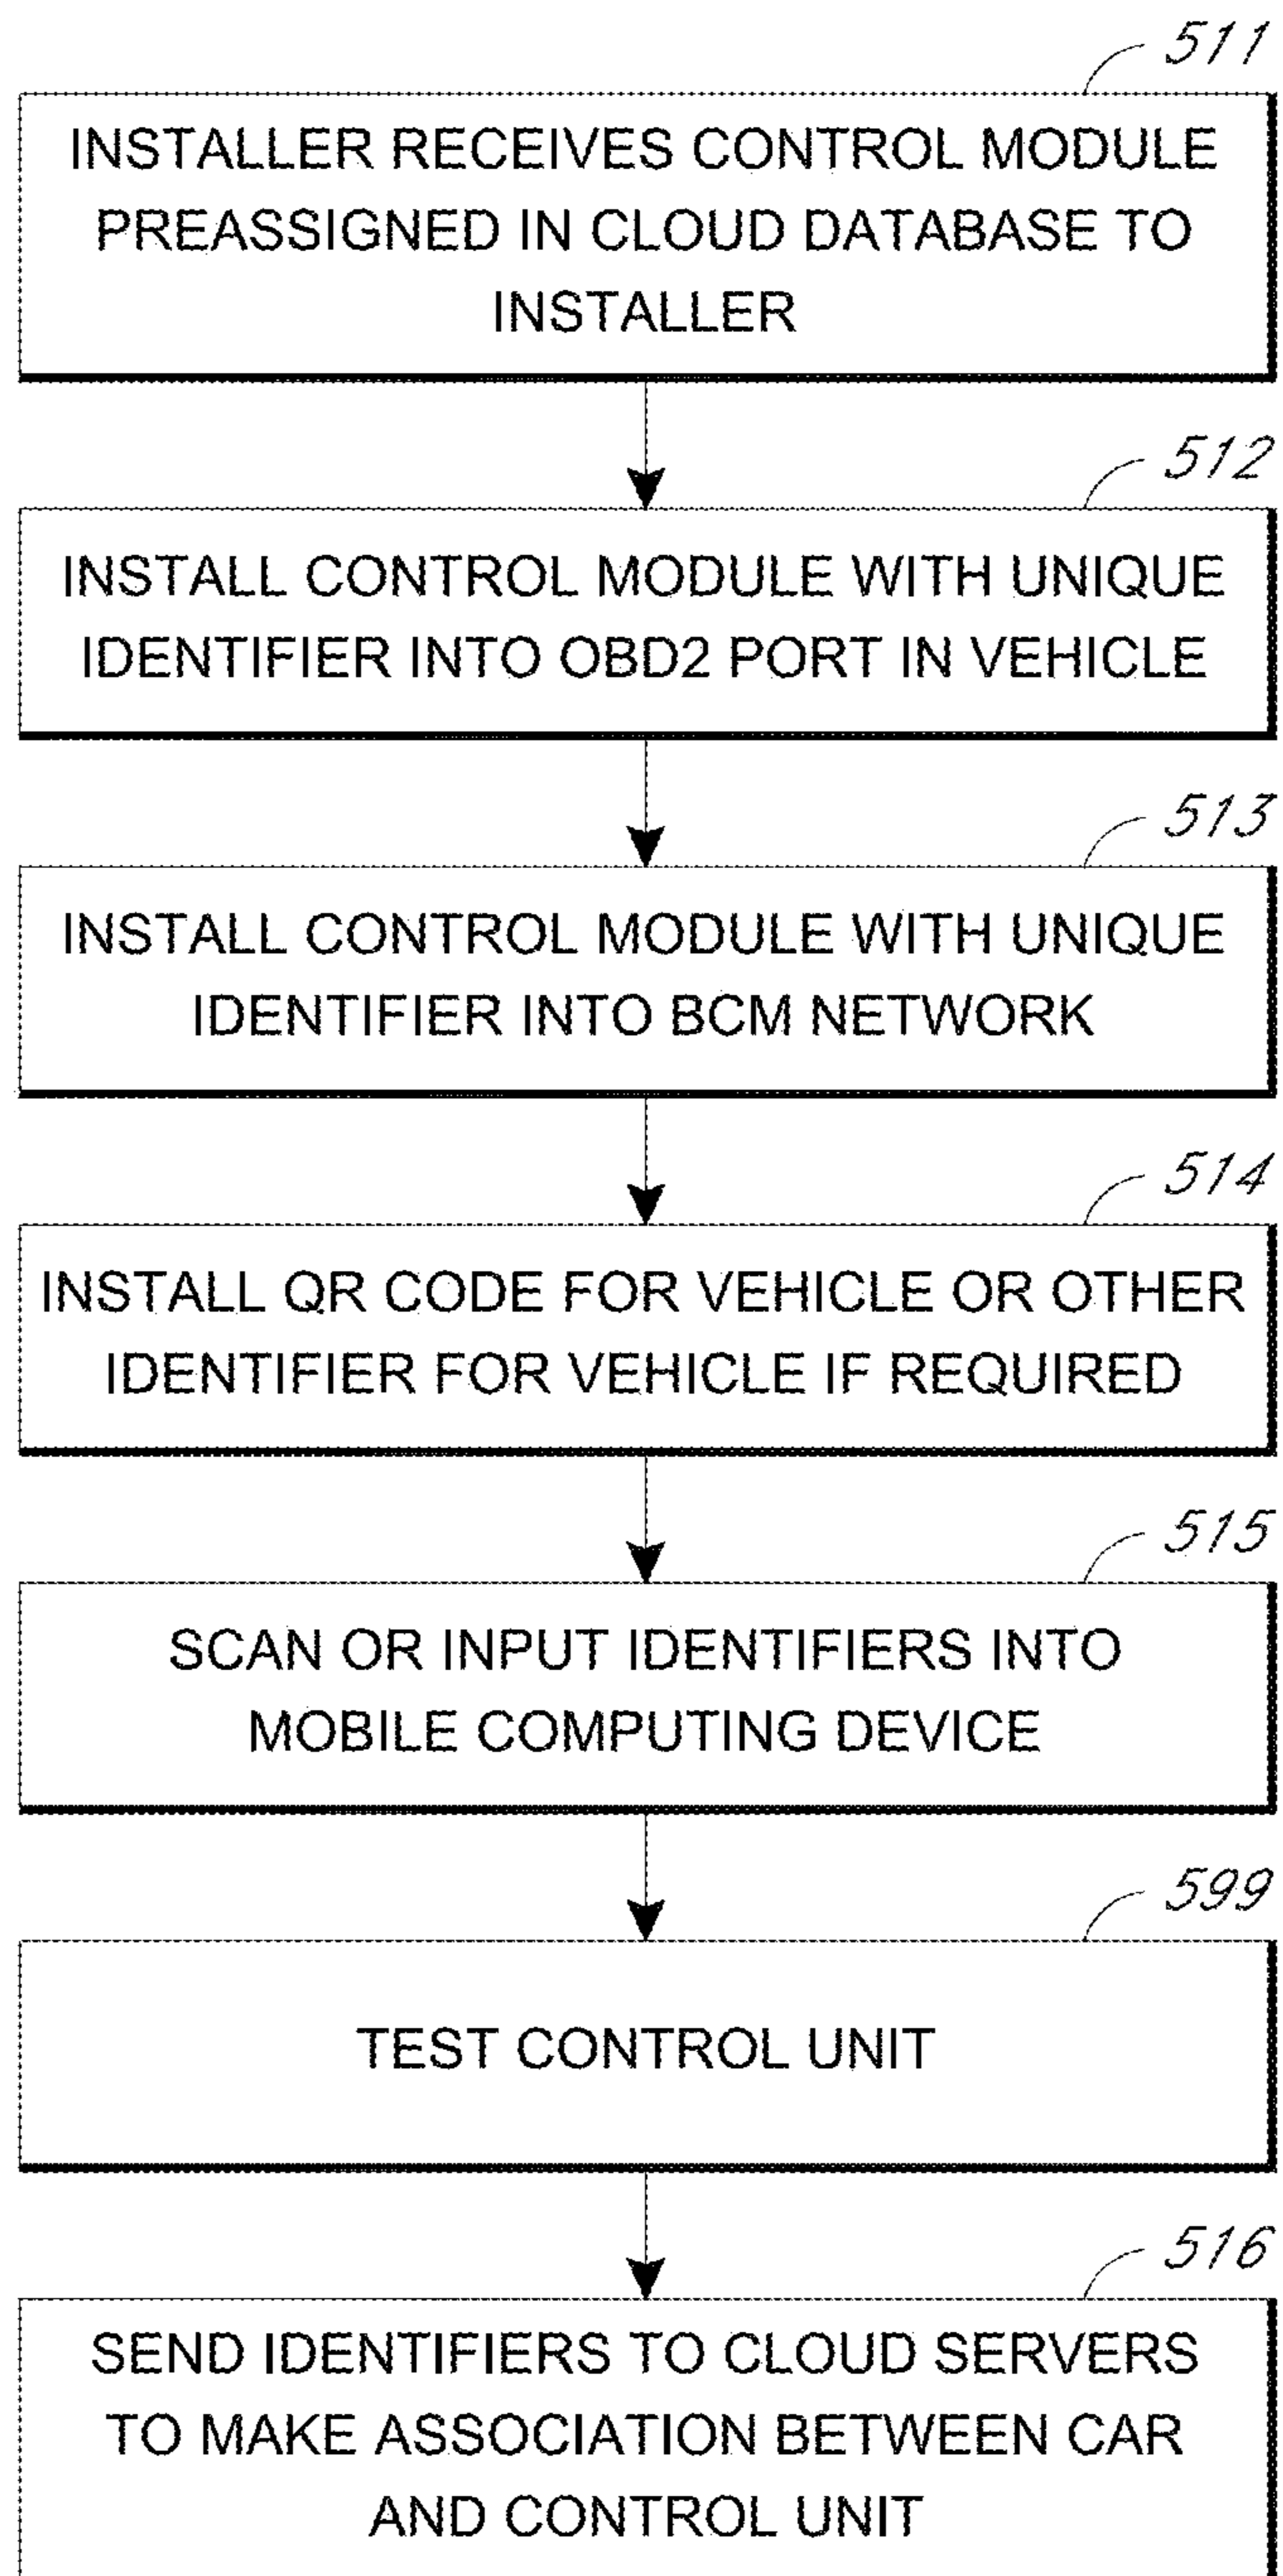 511
INSTALLER RECEIVES CONTROL MODULE
PREASSIGNED IN CLOUD DATABASE TO
INSTALLER
512
INSTALL CONTROL MODULE WITH UNIQUE
IDENTIFIER INTO OBD2 PORT IN VEHICLE
513
INSTALL CONTROL MODULE WITH UNIQUE
IDENTIFIER INTO BCM NETWORK
514
INSTALL QR CODE FOR VEHICLE OR OTHER
IDENTIFIER FOR VEHICLE IF REQUIRED
515
SCAN OR INPUT IDENTIFIERS INTO
MOBILE COMPUTING DEVICE
599
TEST CONTROL UNIT
516
SEND IDENTIFIERS TO CLOUD SERVERS
TO MAKE ASSOCIATION BETWEEN CAR
AND CONTROL UNIT